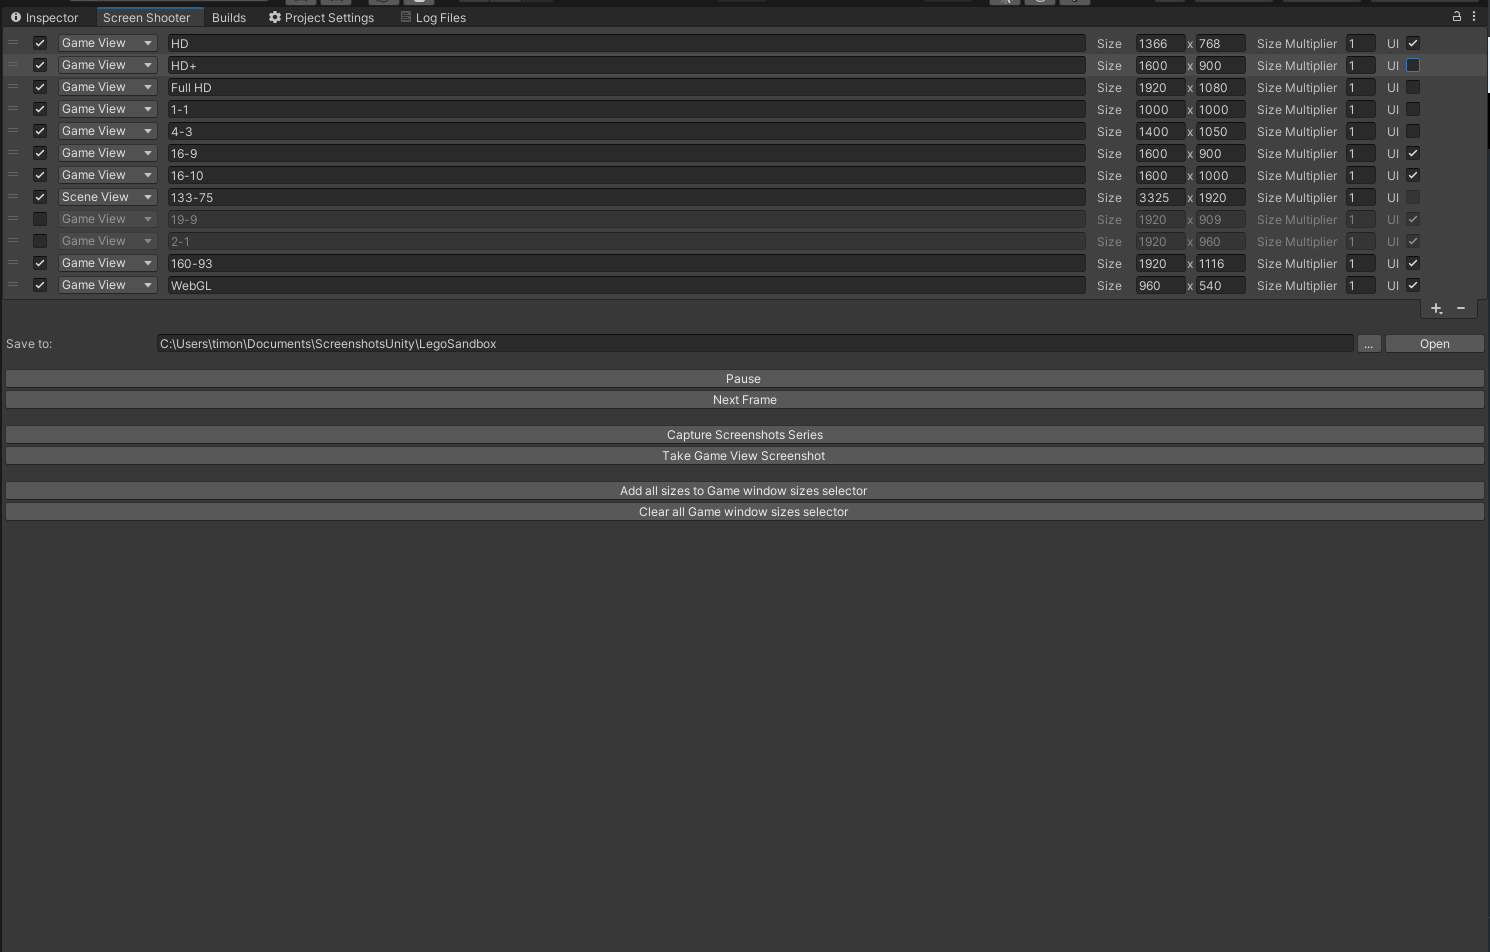 Inspector Screen Shooter Builds Project Settings Log Files
Game View HD Size 1366 x 768 Size Multiplier 1 UI
Game View HD+ Size 1600 x 900 Size Multiplier 1 UI
Game View Full HD Size 1920 x 1080 Size Multiplier 1 UI
Game View 1-1 Size 1000 x 1000 Size Multiplier 1 UI
Game View 4-3 Size 1400 x 1050 Size Multiplier 1 UI
Game View 16-9 Size 1600 x 900 Size Multiplier 1 UI
Game View 16-10 Size 1600 x 1000 Size Multiplier 1 UI
Scene View 133-75 Size 3325 x 1920 Size Multiplier 1 UI
Game View 19-9 Size 1920 x 909 Size Multiplier 1 UI
Game View 2-1 Size 1920 x 960 Size Multiplier 1 UI
Game View 160-93 Size 1920 x 1116 Size Multiplier 1 UI
Game View WebGL Size 960 x 540 Size Multiplier 1 UI
Save to: C:\Users\timon\Documents\ScreenshotsUnity\LegoSandbox ... Open
Pause
Next Frame
Capture Screenshots Series
Take Game View Screenshot
Add all sizes to Game window sizes selector
Clear all Game window sizes selector